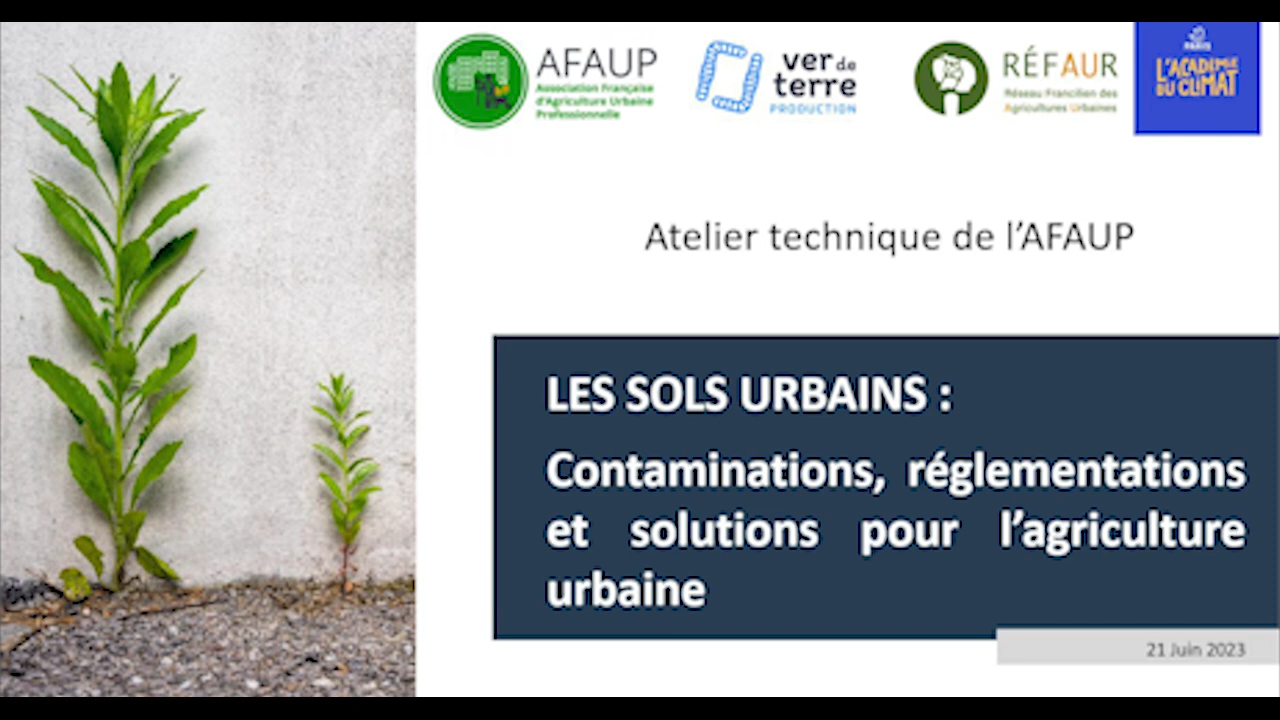 AFAUP
Association Française
d'Agriculture Urbaine
Professionnelle
ver de
terre
PRODUCTION
RÉFAUR
Réseau Francilien des
Agricultures Urbaines
PARIS
L'ACADÉMIE
DU CLIMAT
Atelier technique de l'AFAUP
LES SOLS URBAINS :
Contaminations, réglementations
et solutions pour l'agriculture
urbaine
21 Juin 2023